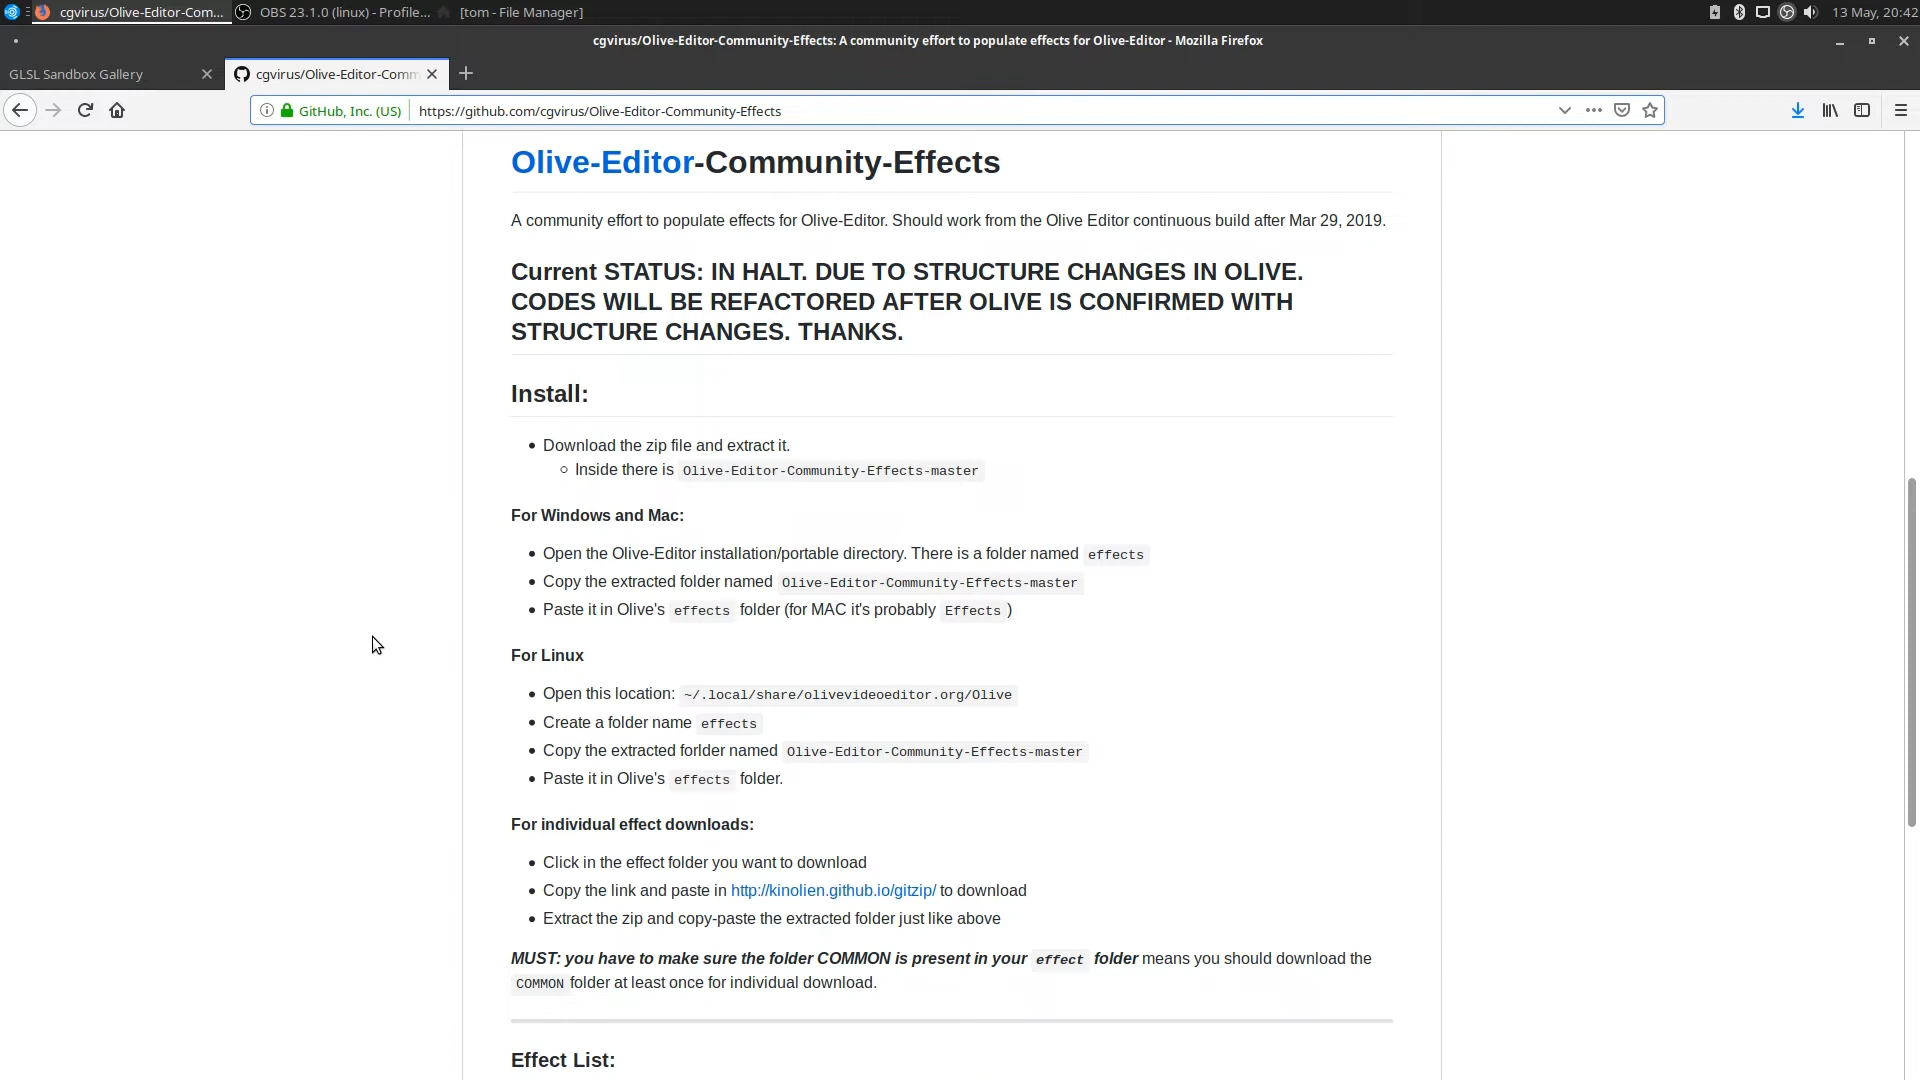 cgvirus/Olive-Editor-Com...
OBS 23.1.0 (linux) - Profile...
[tom - File Manager]
13 May, 20:42
cgvirus/Olive-Editor-Community-Effects: A community effort to populate effects for Olive-Editor - Mozilla Firefox
GLSL Sandbox Gallery
cgvirus/Olive-Editor-Comm
GitHub, Inc. (US)
https://github.com/cgvirus/Olive-Editor-Community-Effects
Olive-Editor-Community-Effects
A community effort to populate effects for Olive-Editor. Should work from the Olive Editor continuous build after Mar 29, 2019.
Current STATUS: IN HALT. DUE TO STRUCTURE CHANGES IN OLIVE.
CODES WILL BE REFACTORED AFTER OLIVE IS CONFIRMED WITH
STRUCTURE CHANGES. THANKS.
Install:
Download the zip file and extract it.
Inside there is Olive-Editor-Community-Effects-master
For Windows and Mac:
Open the Olive-Editor installation/portable directory. There is a folder named effects
Copy the extracted folder named Olive-Editor-Community-Effects-master
Paste it in Olive's effects folder (for MAC it's probably Effects )
For Linux
Open this location: ~/.local/share/olivevideoeditor.org/Olive
Create a folder name effects
Copy the extracted forlder named Olive-Editor-Community-Effects-master
Paste it in Olive's effects folder.
For individual effect downloads:
Click in the effect folder you want to download
Copy the link and paste in http://kinolien.github.io/gitzip/ to download
Extract the zip and copy-paste the extracted folder just like above
MUST: you have to make sure the folder COMMON is present in your effect folder means you should download the
COMMON folder at least once for individual download.
Effect List: